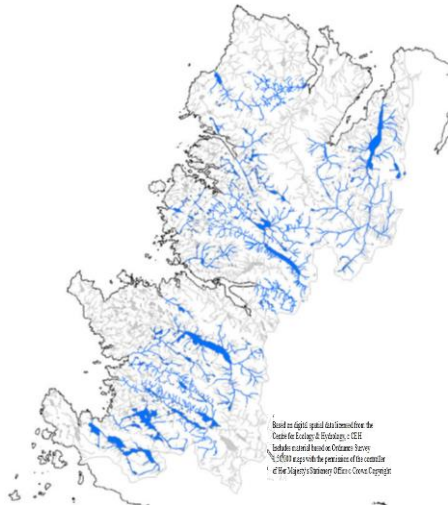 Based on digital spatial data licensed from the
Centre for Ecology & Hydrology, c CEH
Includes material based on Ordnance Survey
1:50,000 maps with the permission of the controller
of Her Majesty's Stationery Office c Crown Copyright